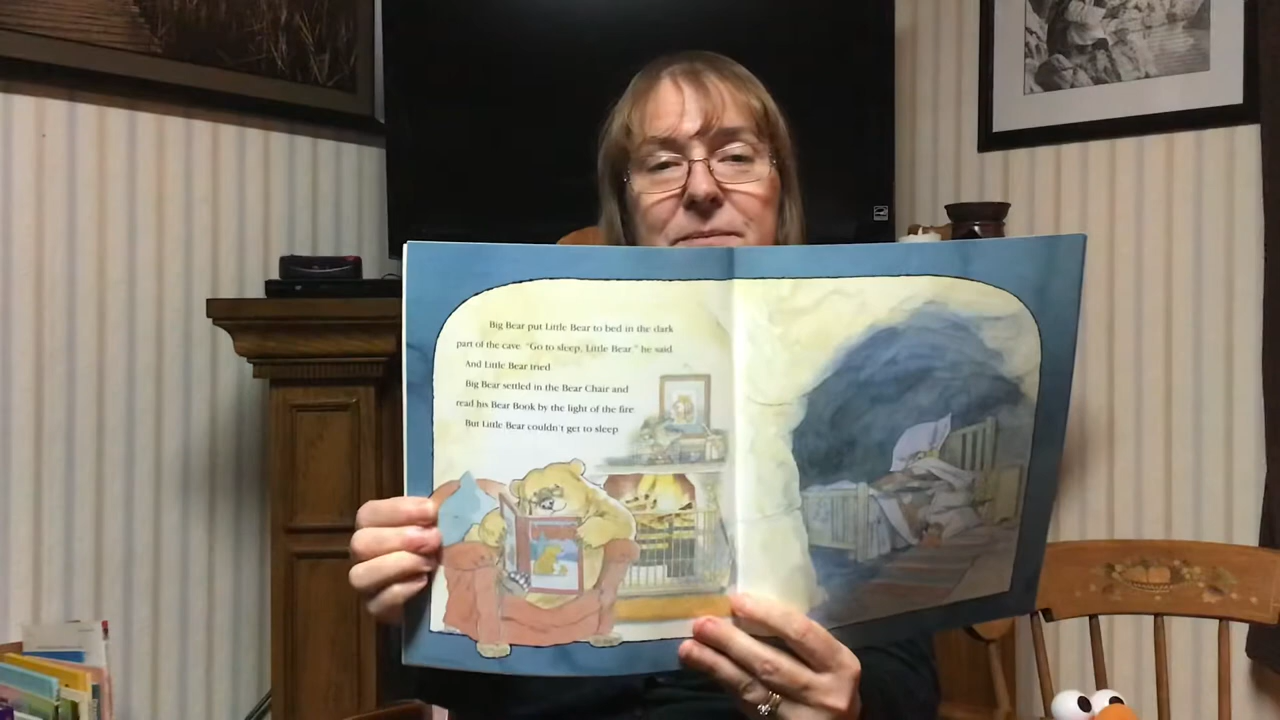 Big Bear put Little Bear to bed in the dark
part of the cave. "Go to sleep, Little Bear," he said.
And Little Bear tried.
Big Bear settled in the Bear Chair and
read his Bear Book by the light of the fire.
But Little Bear couldn't get to sleep.